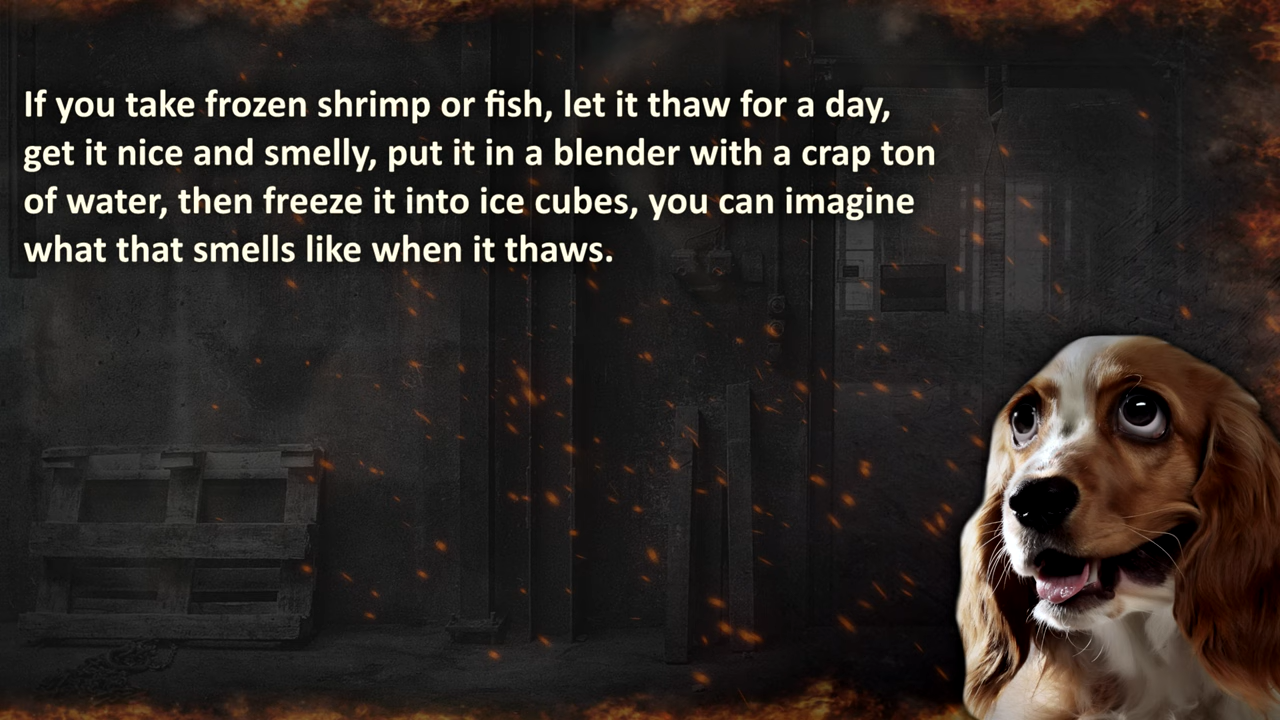 If you take frozen shrimp or fish, let it thaw for a day,
get it nice and smelly, put it in a blender with a crap ton
of water, then freeze it into ice cubes, you can imagine
what that smells like when it thaws.